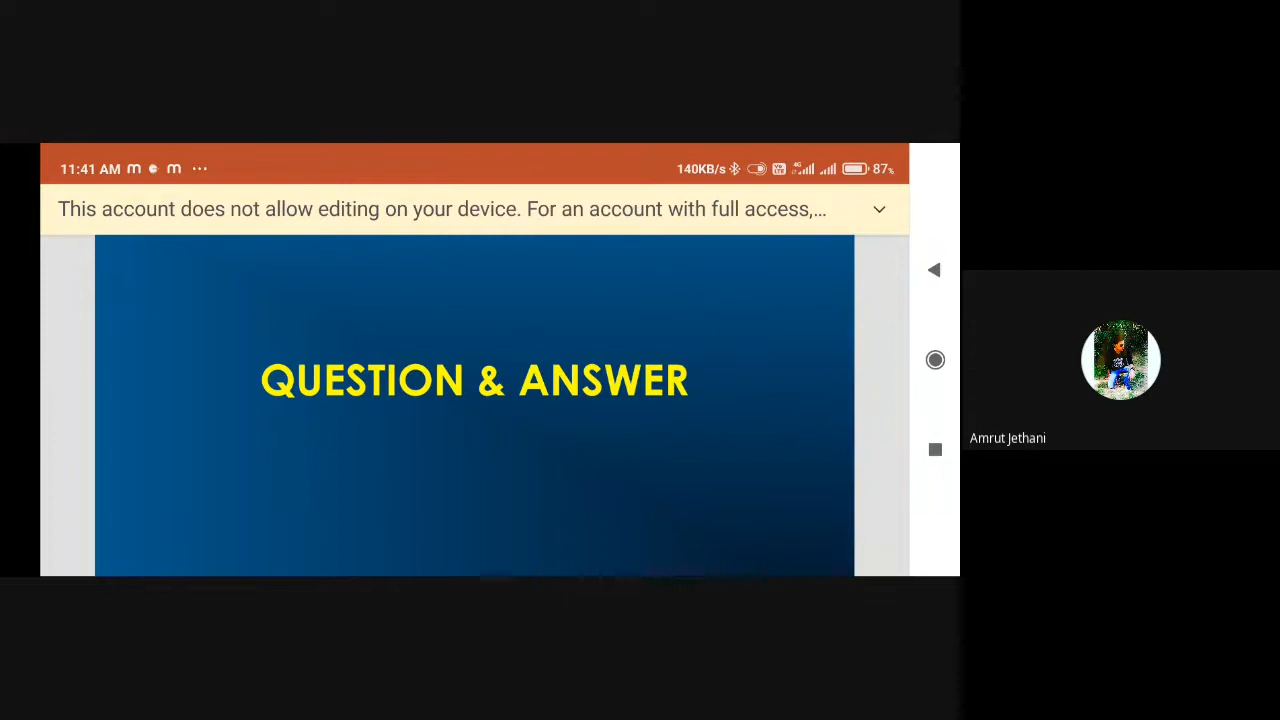 11:41 AM
140KB/s 4G 87%
This account does not allow editing on your device. For an account with full access,...
QUESTION & ANSWER
Amrut Jethani